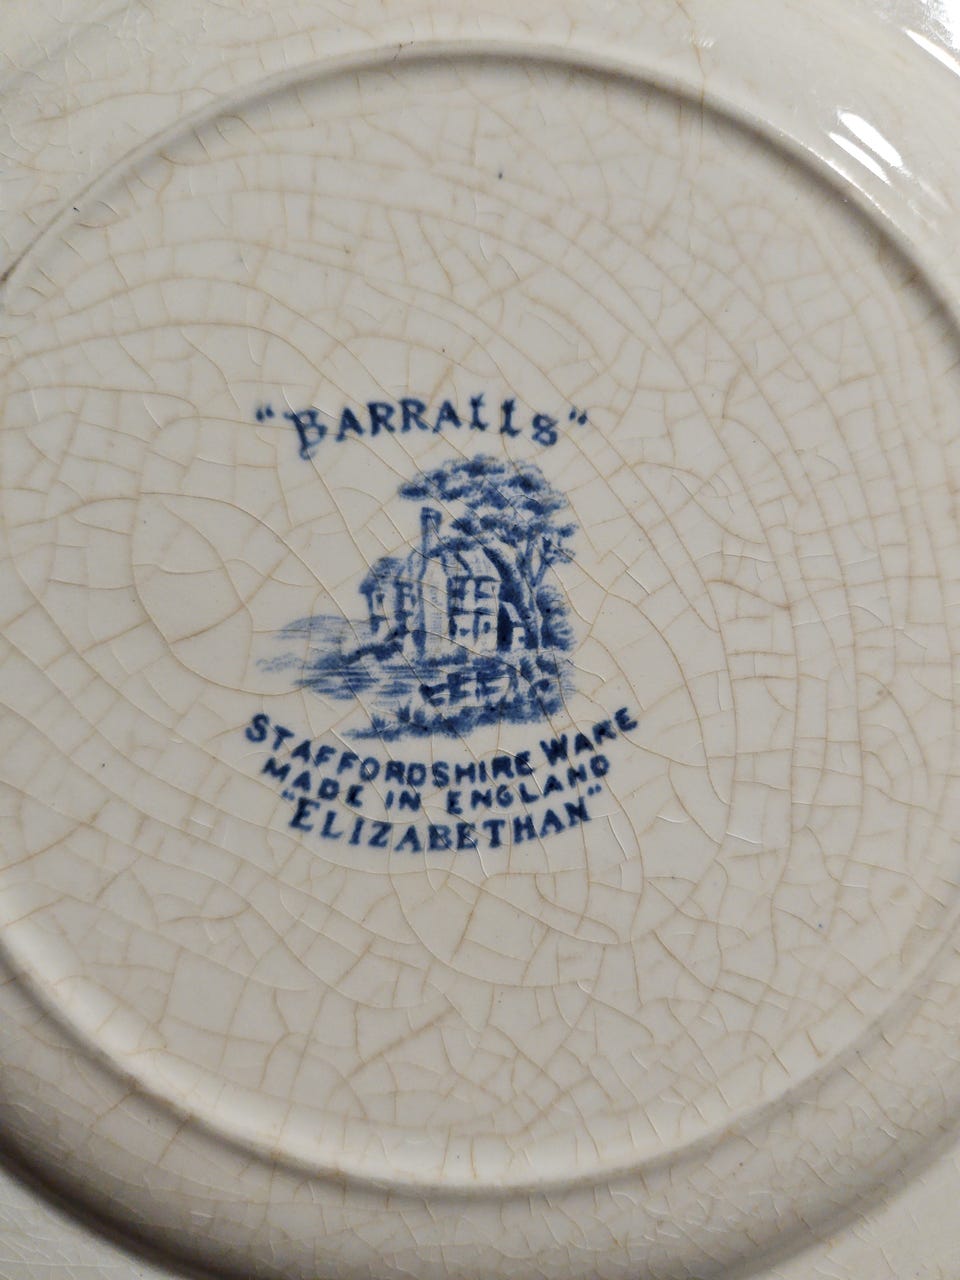 "BARRATTS"
STAFFORDSHIRE WARE
MADE IN ENGLAND
"ELIZABETHAN"